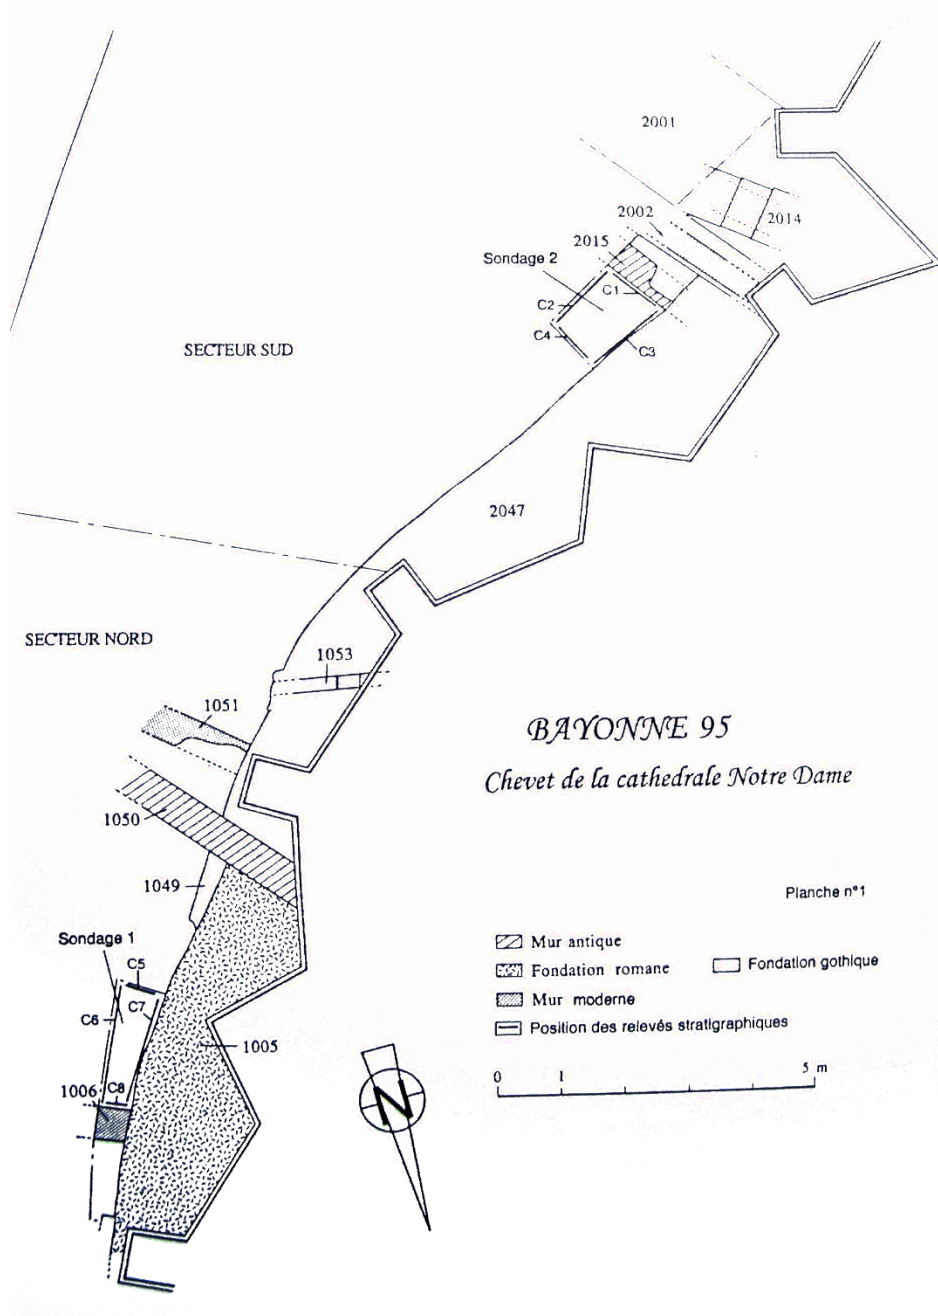 2001
2014
2002
2015
Sondage 2
C1
C2
C4
C3
SECTEUR SUD
2047
SECTEUR NORD
1053
1051
BAYONNE 95
Chevet de la cathedrale Notre Dame
1050
1049
Planche n°1
Sondage 1
Mur antique
Fondation romane
Fondation gothique
Mur moderne
Position des relevés stratigraphiques
C5
C7
C6
1005
C8
1006
0 1 5 m
N